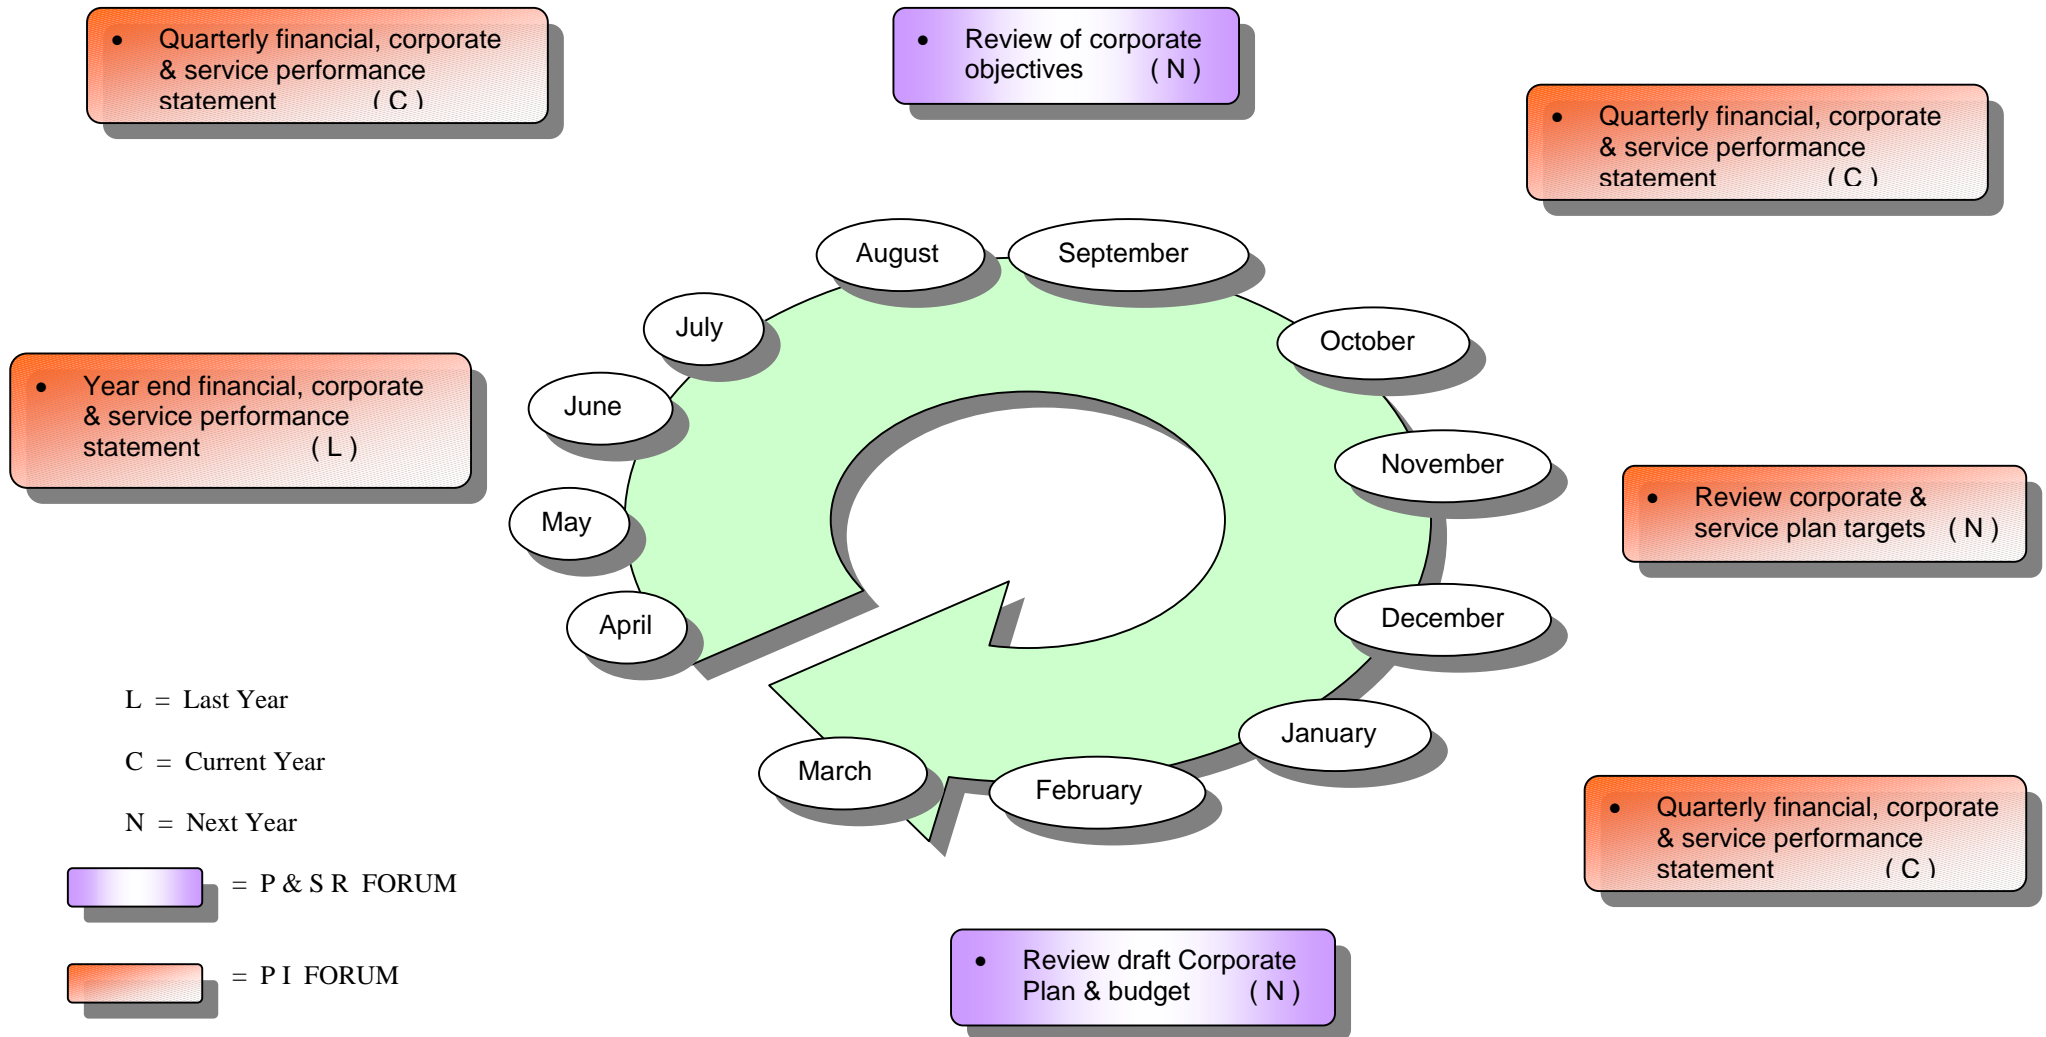 • Quarterly financial, corporate
& service performance
statement ( C )
• Review of corporate
objectives ( N )
• Quarterly financial, corporate
& service performance
statement ( C )
August
September
July
October
• Year end financial, corporate
& service performance
statement ( L )
June
November
• Review corporate &
service plan targets ( N )
May
April
December
L = Last Year
C = Current Year
N = Next Year
January
March
February
• Quarterly financial, corporate
& service performance
statement ( C )
= P & S R FORUM
= P I FORUM
• Review draft Corporate
Plan & budget ( N )